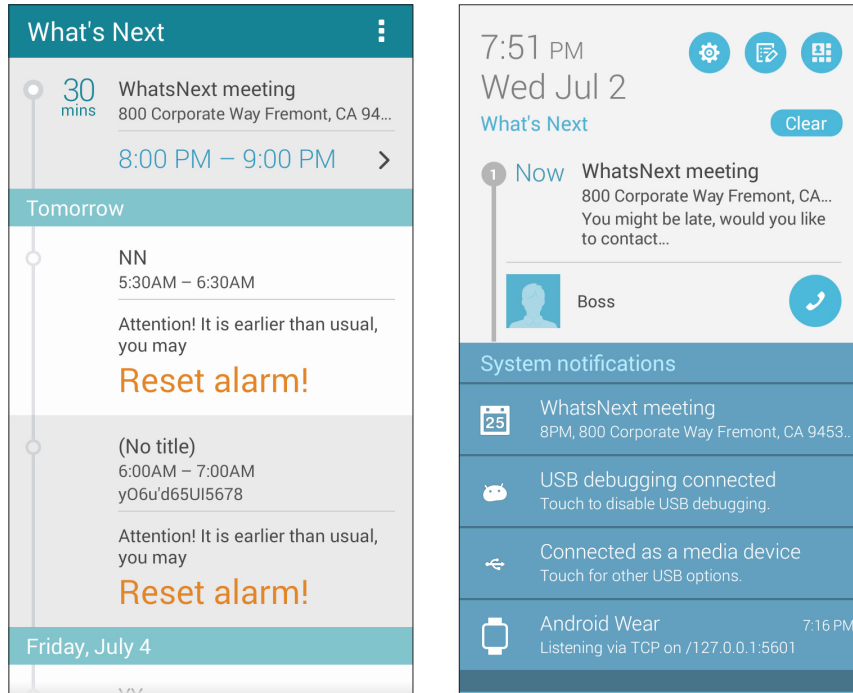 What's Next
30
mins
WhatsNext meeting
800 Corporate Way Fremont, CA 94...
8:00 PM – 9:00 PM
Tomorrow
NN
5:30AM – 6:30AM
Attention! It is earlier than usual,
you may
Reset alarm!
(No title)
6:00AM – 7:00AM
yO6u'd65UI5678
Attention! It is earlier than usual,
you may
Reset alarm!
Friday, July 4
7:51 PM
Wed Jul 2
What's Next
Clear
1
Now
WhatsNext meeting
800 Corporate Way Fremont, CA...
You might be late, would you like
to contact...
Boss
System notifications
25
WhatsNext meeting
8PM, 800 Corporate Way Fremont, CA 9453..
USB debugging connected
Touch to disable USB debugging.
Connected as a media device
Touch for other USB options.
Android Wear
7:16 PM
Listening via TCP on /127.0.0.1:5601